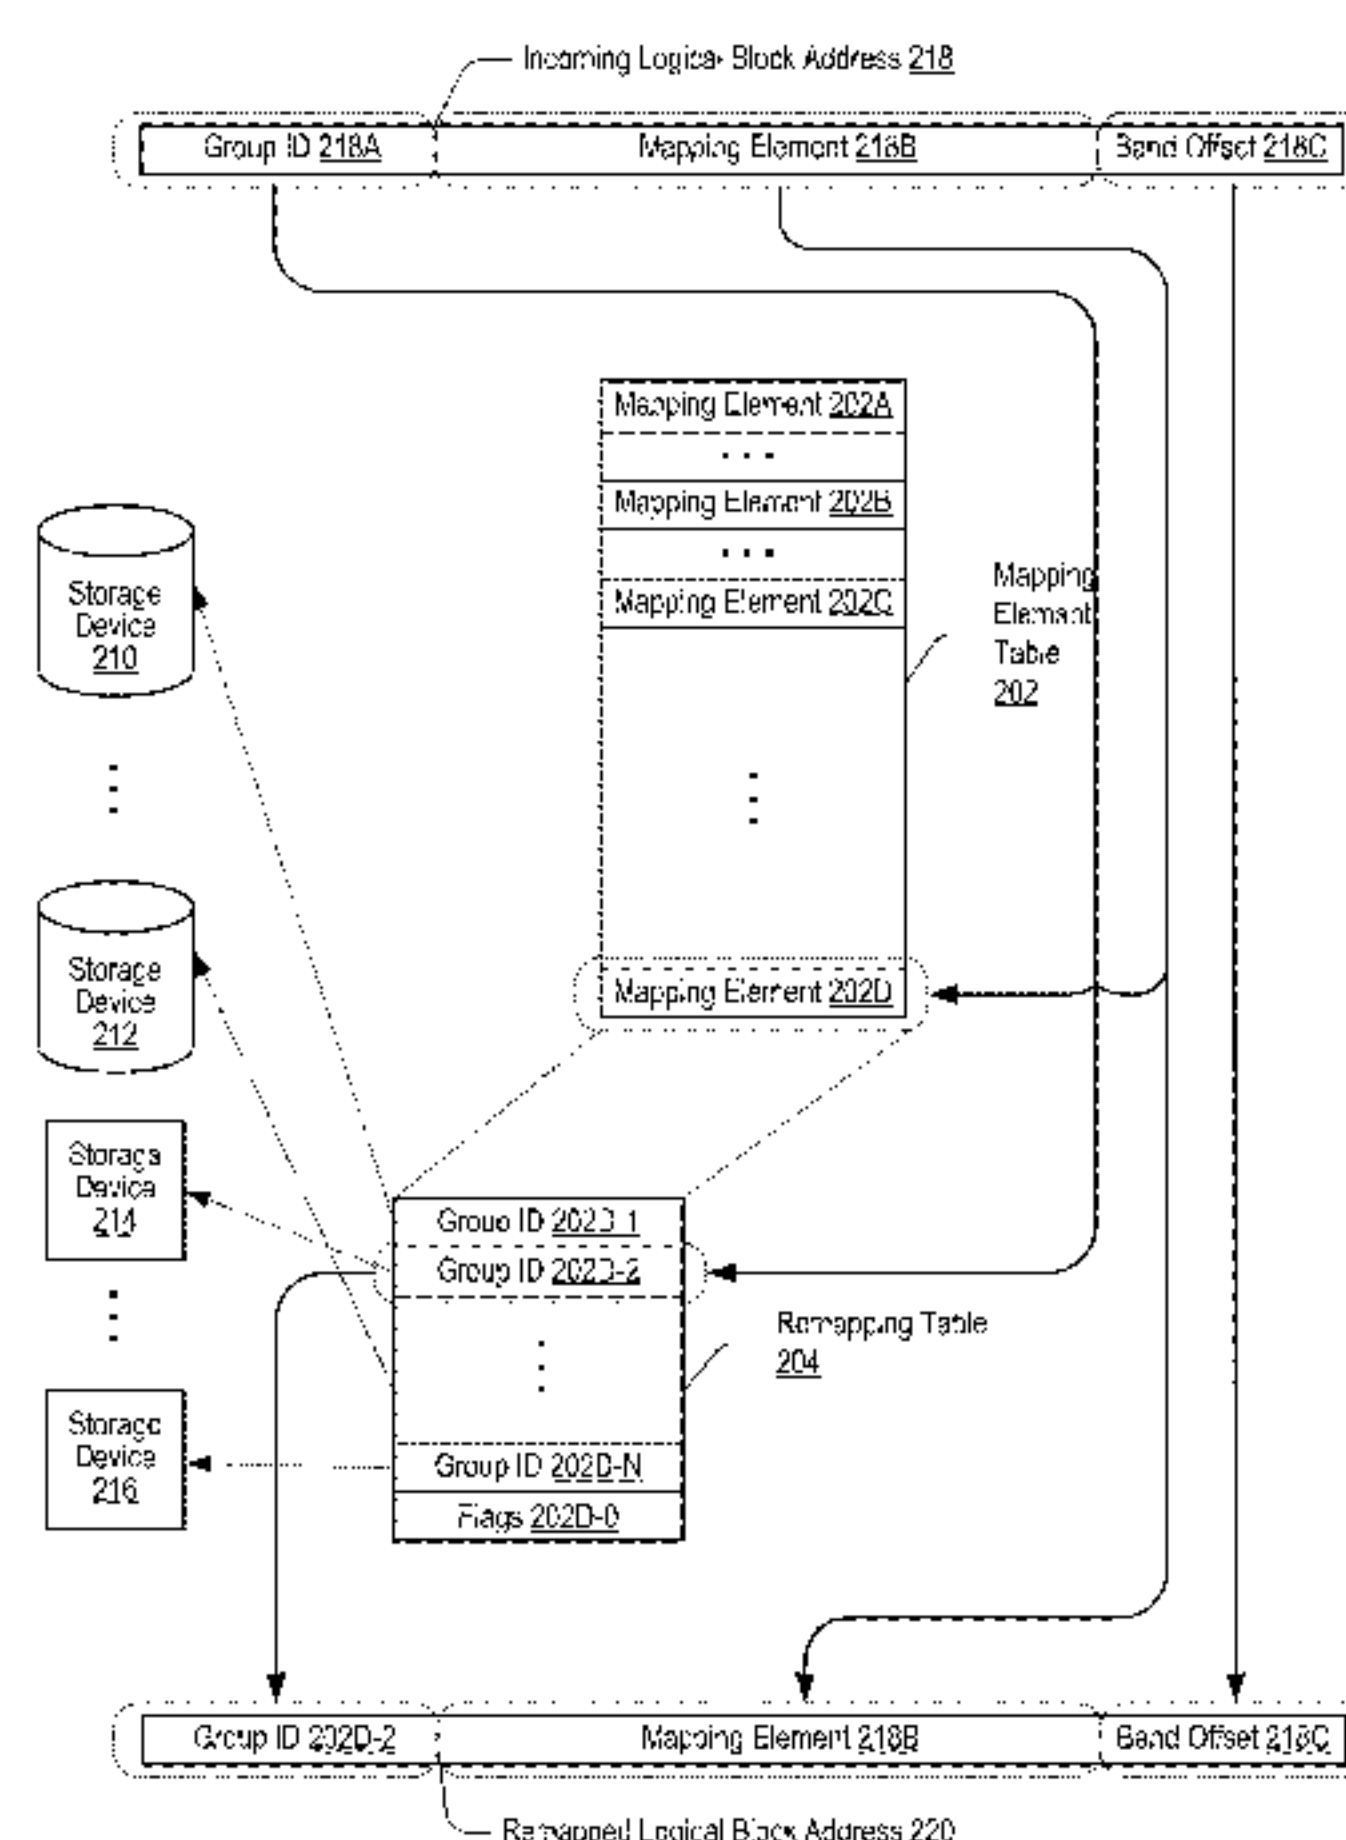 Incoming Logical Block Address 218
Group ID 218A
Mapping Element 218B
Band Offset 218C
Mapping Element 202A
...
Mapping Element 202B
...
Mapping Element 202C
Mapping
Element
Table
202
Mapping Element 202D
Storage
Device
210
Storage
Device
212
Storage
Device
214
Storage
Device
216
Group ID 202D-1
Group ID 202D-2
Remapping Table
204
Group ID 202D-N
Flags 202D-0
Group ID 202D-2
Mapping Element 218B
Band Offset 218C
Remapped Logical Block Address 220